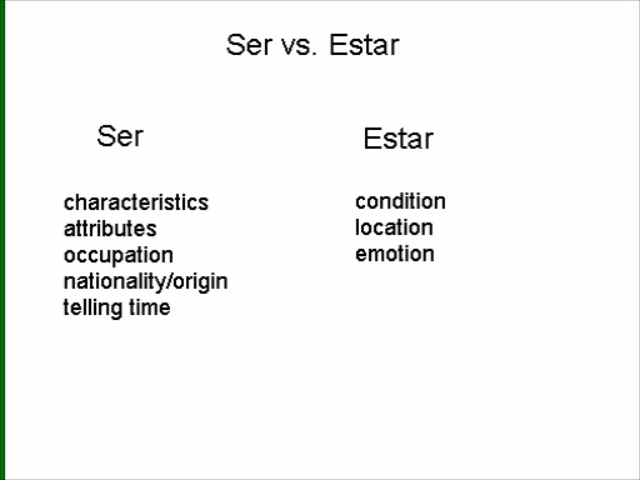 Ser vs. Estar
Ser
Estar
characteristics
attributes
occupation
nationality/origin
telling time
condition
location
emotion